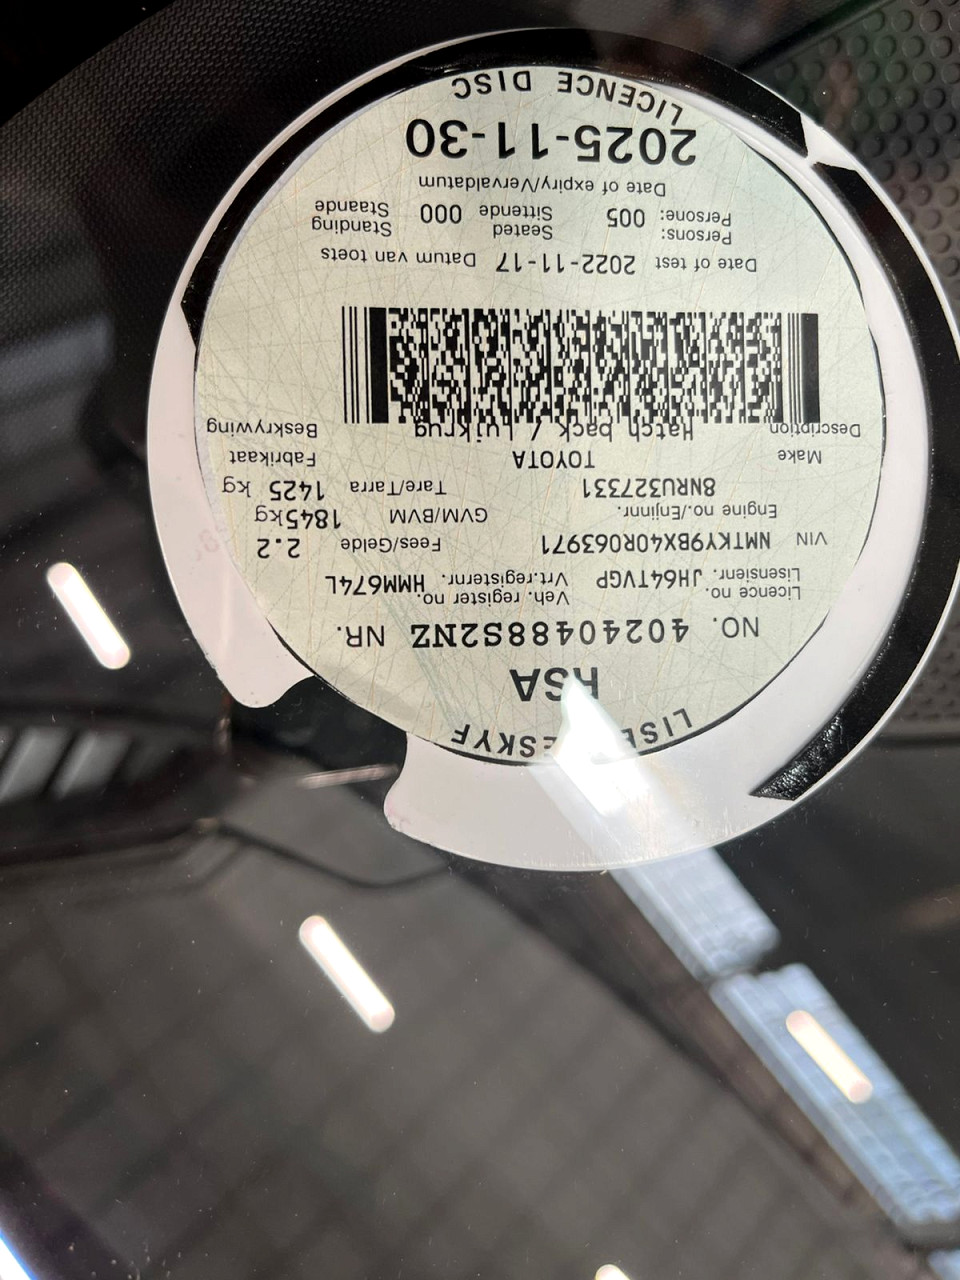 LISENSIESKYF
RSA
NO. 40240488S2NZ NR.
Licence no. Lisensienr. JH64TVGP Veh. register no. Vrt.registernr. HMM674L
VIN NMTKY9BX40R063971 Fees/Gelde 2.2
Engine no./Enjinnr. 8NRU327331 GVM/BVM 1845kg
Tare/Tarra 1425 kg
Make TOYOTA Fabrikaat
Description Hatch back / Luikrug Beskrywing
Date of test 2022-11-17 Datum van toets
Persons: Persone: 005 Seated Sittende 000 Standing Staande
Date of expiry/Vervaldatum
2025-11-30
LICENCE DISC